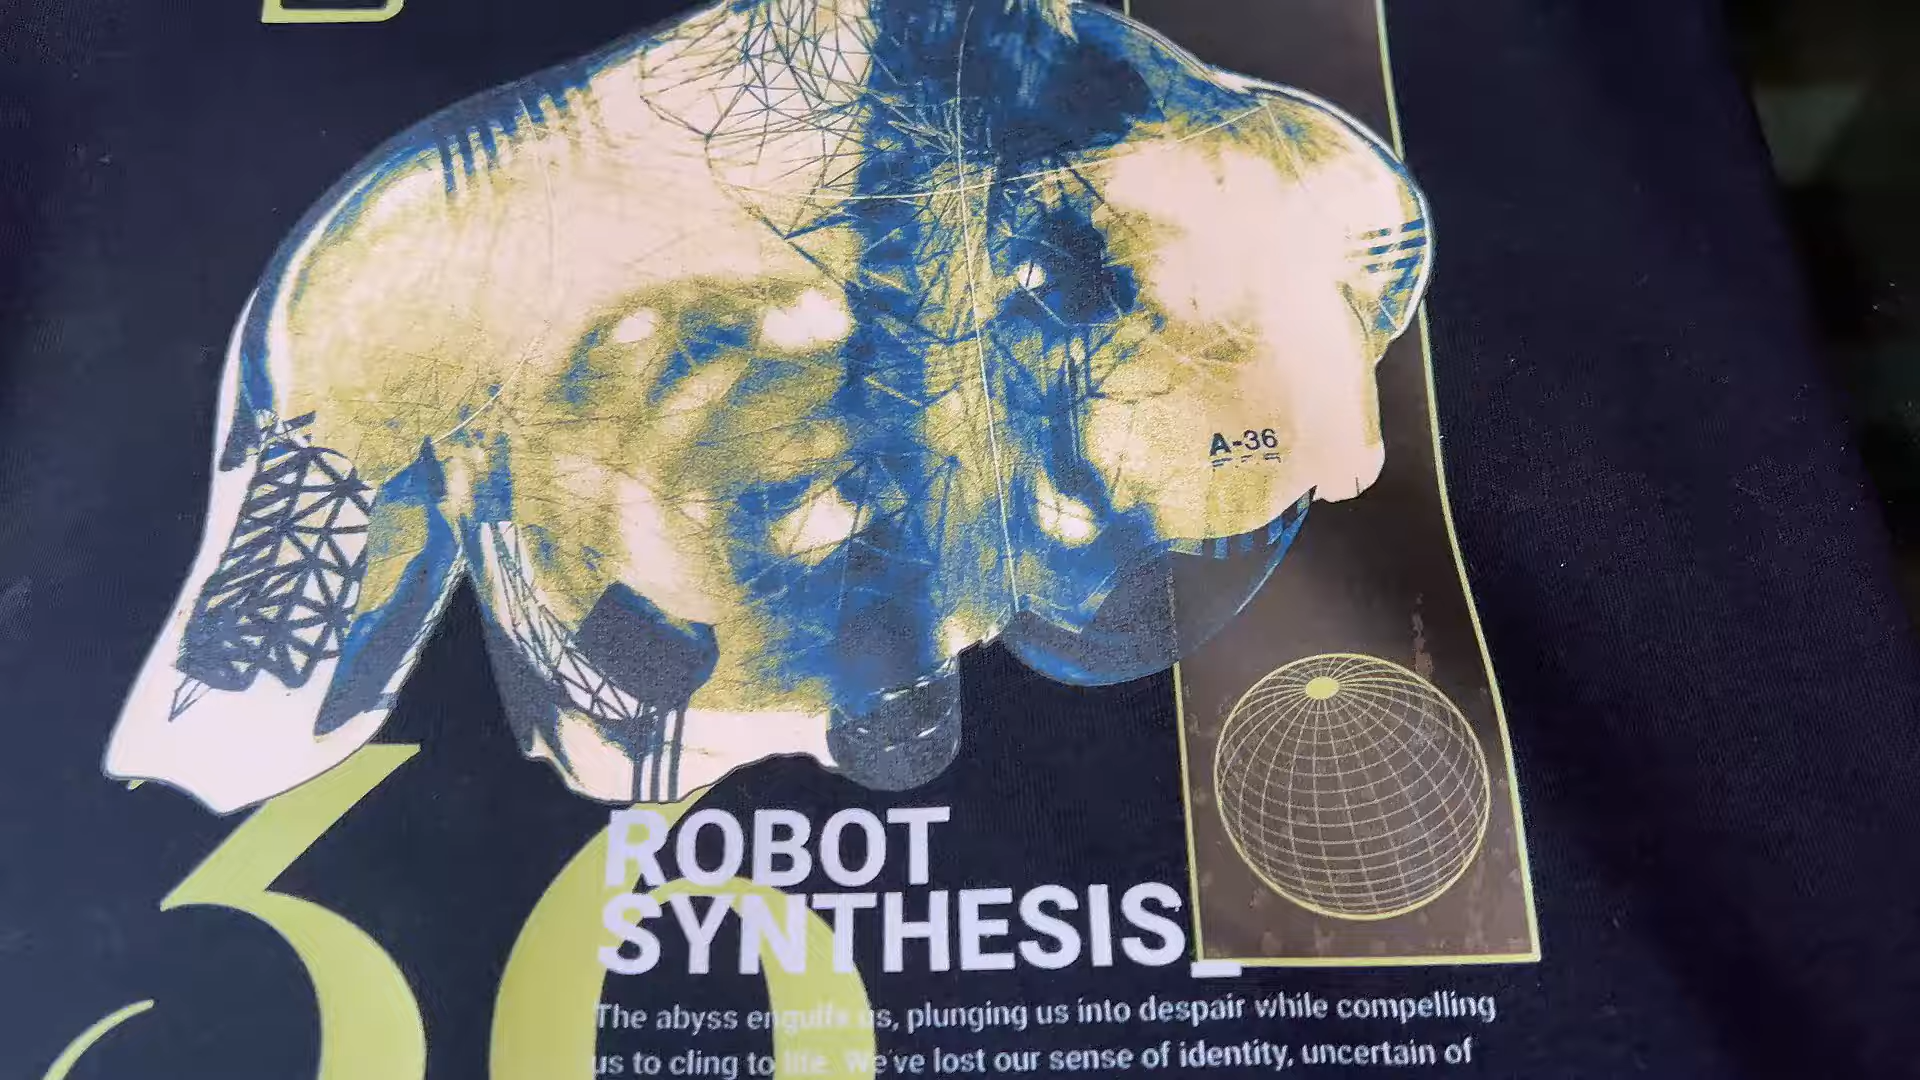 A-36
36
ROBOT
SYNTHESIS_
The abyss engulfs us, plunging us into despair while compelling
us to cling to life. We've lost our sense of identity, uncertain of